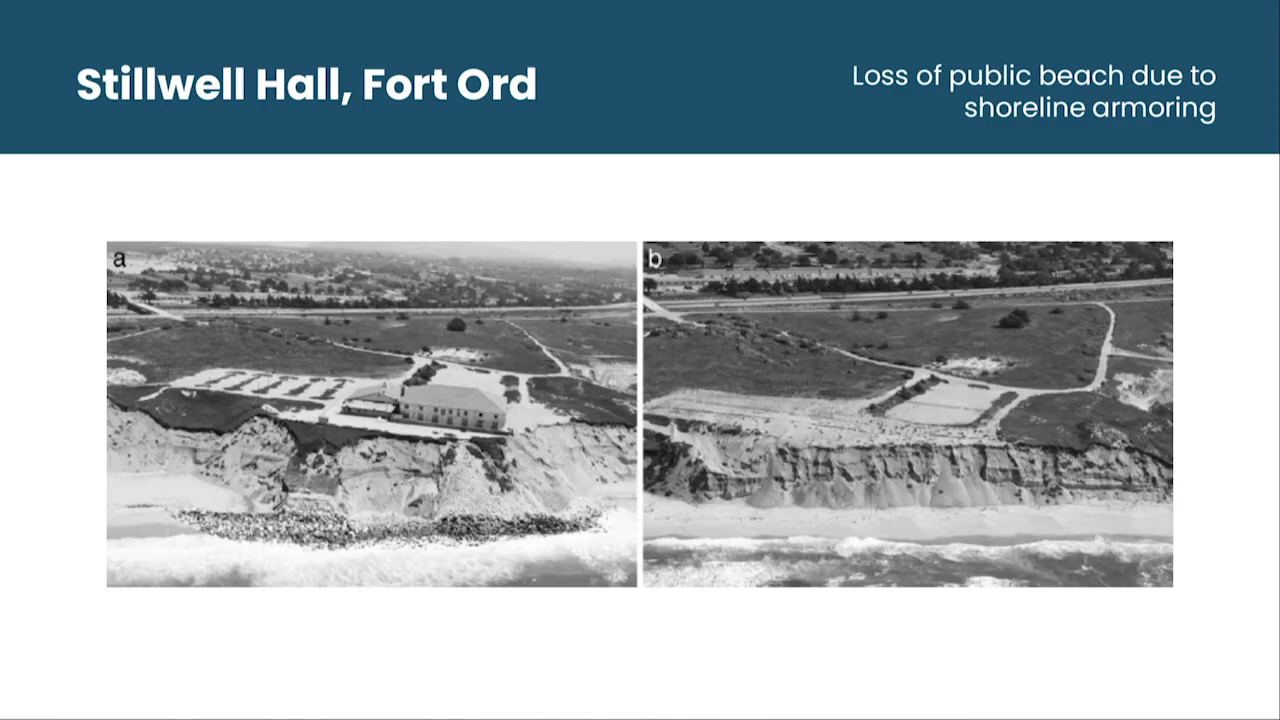 Stillwell Hall, Fort Ord
Loss of public beach due to
shoreline armoring
a
b